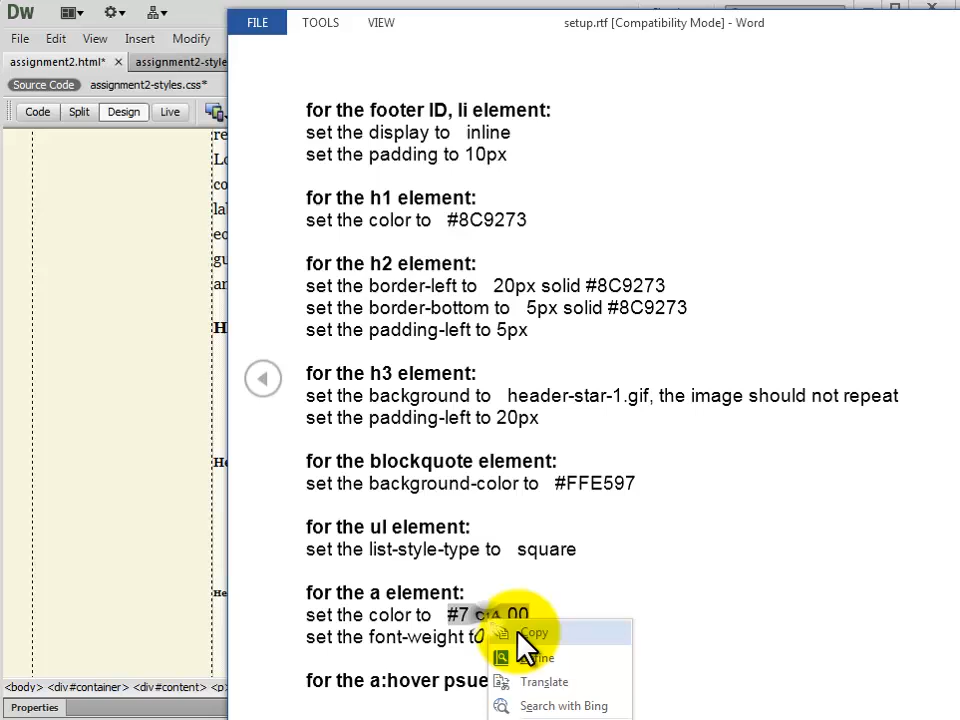 Dw
File Edit View Insert Modify
assignment2.html* × assignment2-style
Source Code assignment2-styles.css*
Code Split Design Live
FILE TOOLS VIEW setup.rtf [Compatibility Mode] - Word
for the footer ID, li element:
set the display to inline
set the padding to 10px
for the h1 element:
set the color to #8C9273
for the h2 element:
set the border-left to 20px solid #8C9273
set the border-bottom to 5px solid #8C9273
set the padding-left to 5px
for the h3 element:
set the background to header-star-1.gif, the image should not repeat
set the padding-left to 20px
for the blockquote element:
set the background-color to #FFE597
for the ul element:
set the list-style-type to square
for the a element:
set the color to
set the font-weight to
for the a:hover psue
Copy
Translate
Search with Bing
<body> <div#container> <div#content> <p
Properties